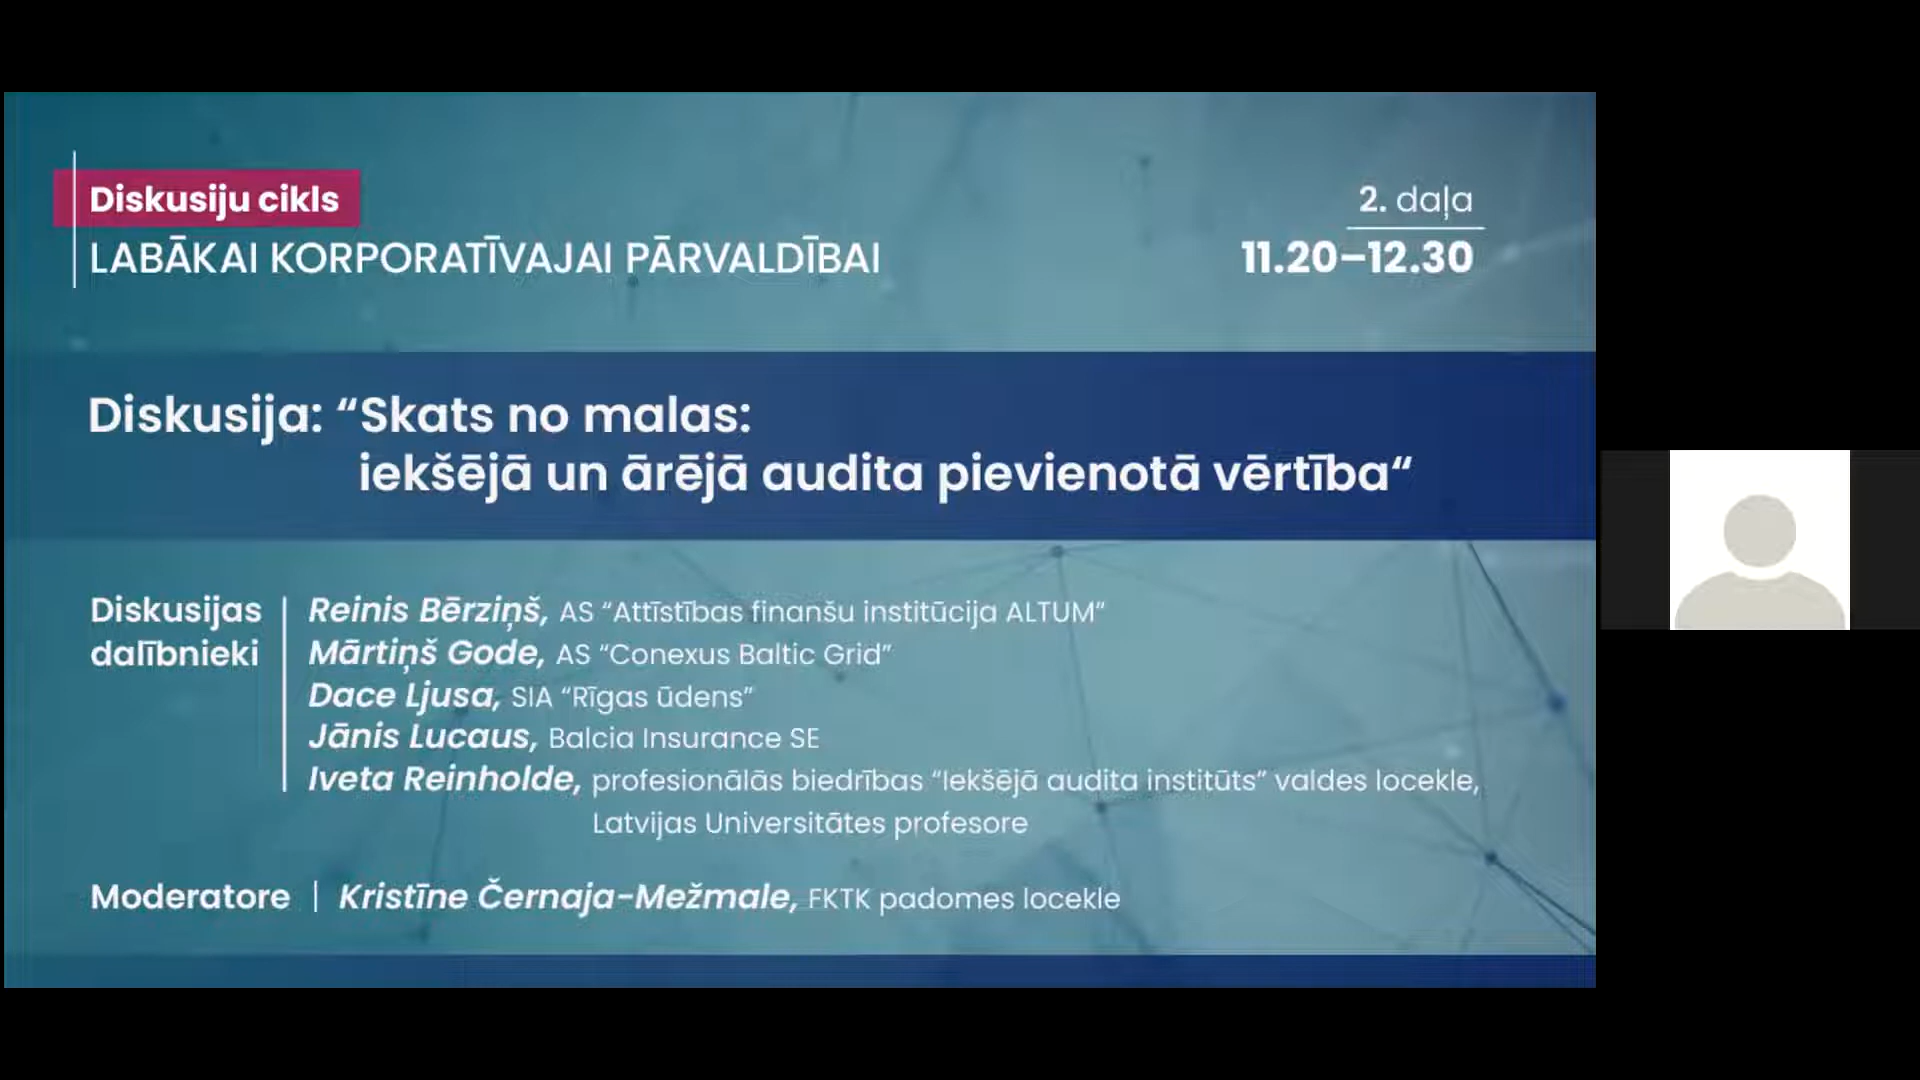 Diskusiju cikls
LABĀKAI KORPORATĪVAJAI PĀRVALDĪBAI
2. daļa
11.20–12.30
Diskusija: “Skats no malas:
iekšējā un ārējā audita pievienotā vērtība“
Diskusijas
dalībnieki
Reinis Bērziņš, AS “Attīstības finanšu institūcija ALTUM”
Mārtiņš Gode, AS “Conexus Baltic Grid”
Dace Ljusa, SIA “Rīgas ūdens”
Jānis Lucaus, Balcia Insurance SE
Iveta Reinholde, profesionālās biedrības “Iekšējā audita institūts” valdes locekle,
Latvijas Universitātes profesore
Moderatore | Kristīne Černaja-Mežmale, FKTK padomes locekle